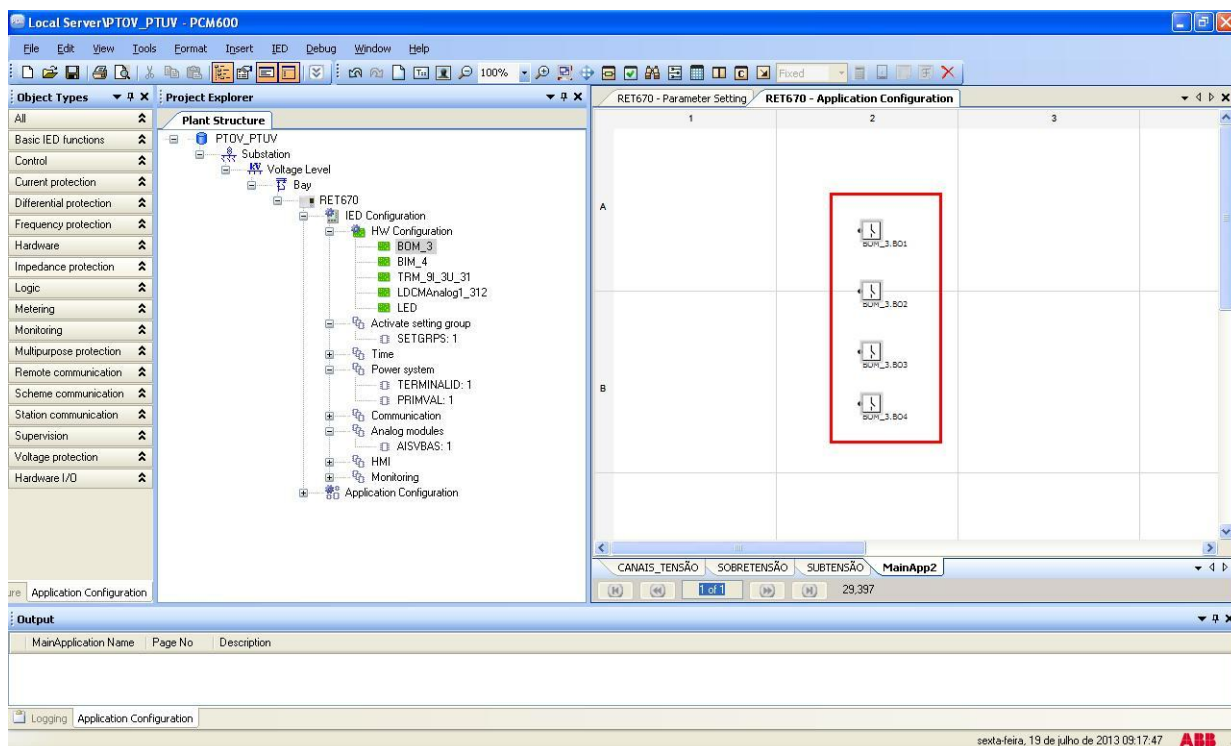 Local Server\PTOV_PTUV - PCM600
File Edit View Tools Format Insert IED Debug Window Help
100%
Fixed
Object Types
All
Basic IED functions
Control
Current protection
Differential protection
Frequency protection
Hardware
Impedance protection
Logic
Metering
Monitoring
Multipurpose protection
Remote communication
Scheme communication
Station communication
Supervision
Voltage protection
Hardware I/O
Application Configuration
Project Explorer
Plant Structure
PTOV_PTUV
Substation
Voltage Level
Bay
RET670
IED Configuration
HW Configuration
BOM_3
BIM_4
TRM_9I_3U_31
LDCMAnalog1_312
LED
Activate setting group
SETGRPS: 1
Time
Power system
TERMINALID: 1
PRIMVAL: 1
Communication
Analog modules
AISVBAS: 1
HMI
Monitoring
Application Configuration
RET670 - Parameter Setting RET670 - Application Configuration
1 2 3
A
BOM_3.BO1
BOM_3.BO2
BOM_3.BO3
B
BOM_3.BO4
CANAIS_TENSÃO SOBRETENSÃO SUBTENSÃO MainApp2
1 of 1 29,397
Output
MainApplication Name Page No Description
Logging Application Configuration
sexta-feira, 19 de julho de 2013 09:17:47 ABB